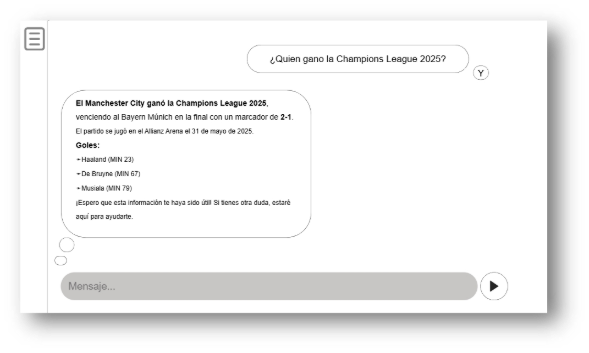 ¿Quien gano la Champions League 2025?
Y
El Manchester City ganó la Champions League 2025,
venciendo al Bayern Múnich en la final con un marcador de 2-1.
El partido se jugó en el Allianz Arena el 31 de mayo de 2025.
Goles:
- Haaland (MIN 23)
- De Bruyne (MIN 67)
- Musiala (MIN 79)
¡Espero que esta información te haya sido útil! Si tienes otra duda, estaré
aquí para ayudarte.
Mensaje...